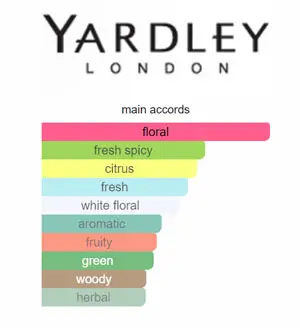 YARDLEY
LONDON
main accords
floral
fresh spicy
citrus
fresh
white floral
aromatic
fruity
green
woody
herbal